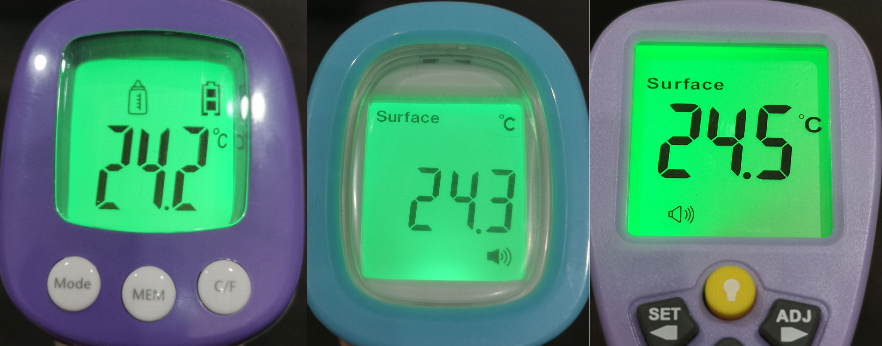 24.2°C
Mode MEM C/F
Surface °C
24.3
Surface
24.5°C
SET ADJ